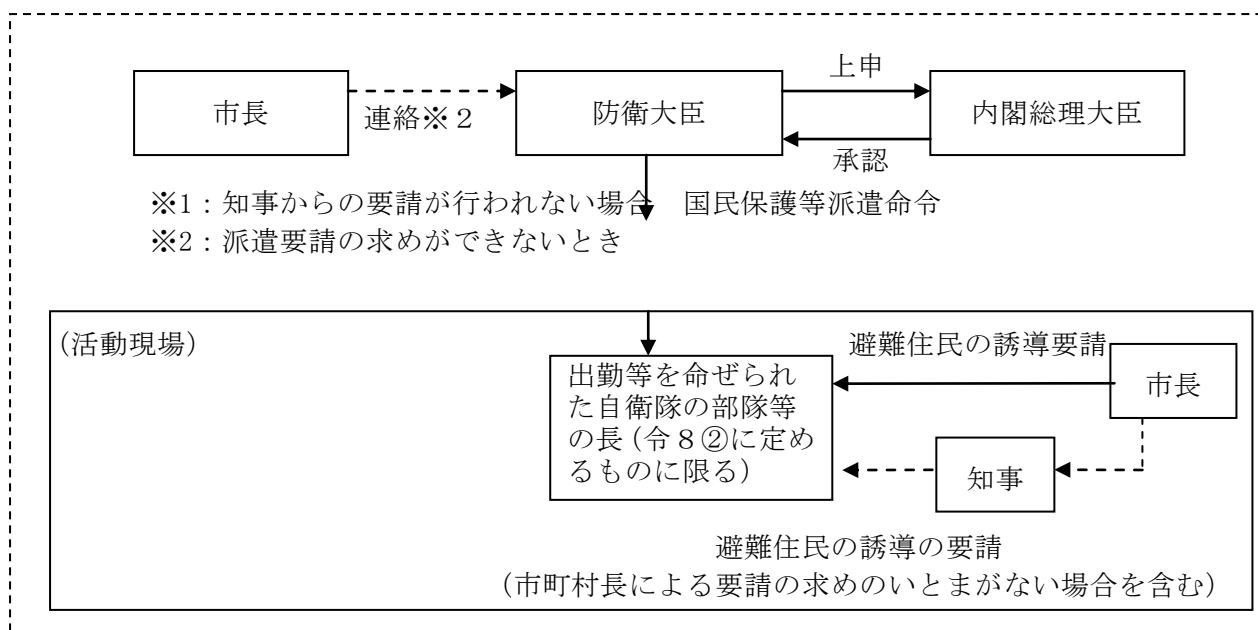 上申
市長
防衛大臣
内閣総理大臣
連絡※２
承認
※1：知事からの要請が行われない場合
国民保護等派遣命令
※2：派遣要請の求めができないとき
（活動現場）
避難住民の誘導要請
市長
出勤等を命ぜられ
た自衛隊の部隊等
の長（令８②に定め
るものに限る）
知事
避難住民の誘導の要請
（市町村長による要請の求めのいとまがない場合を含む）